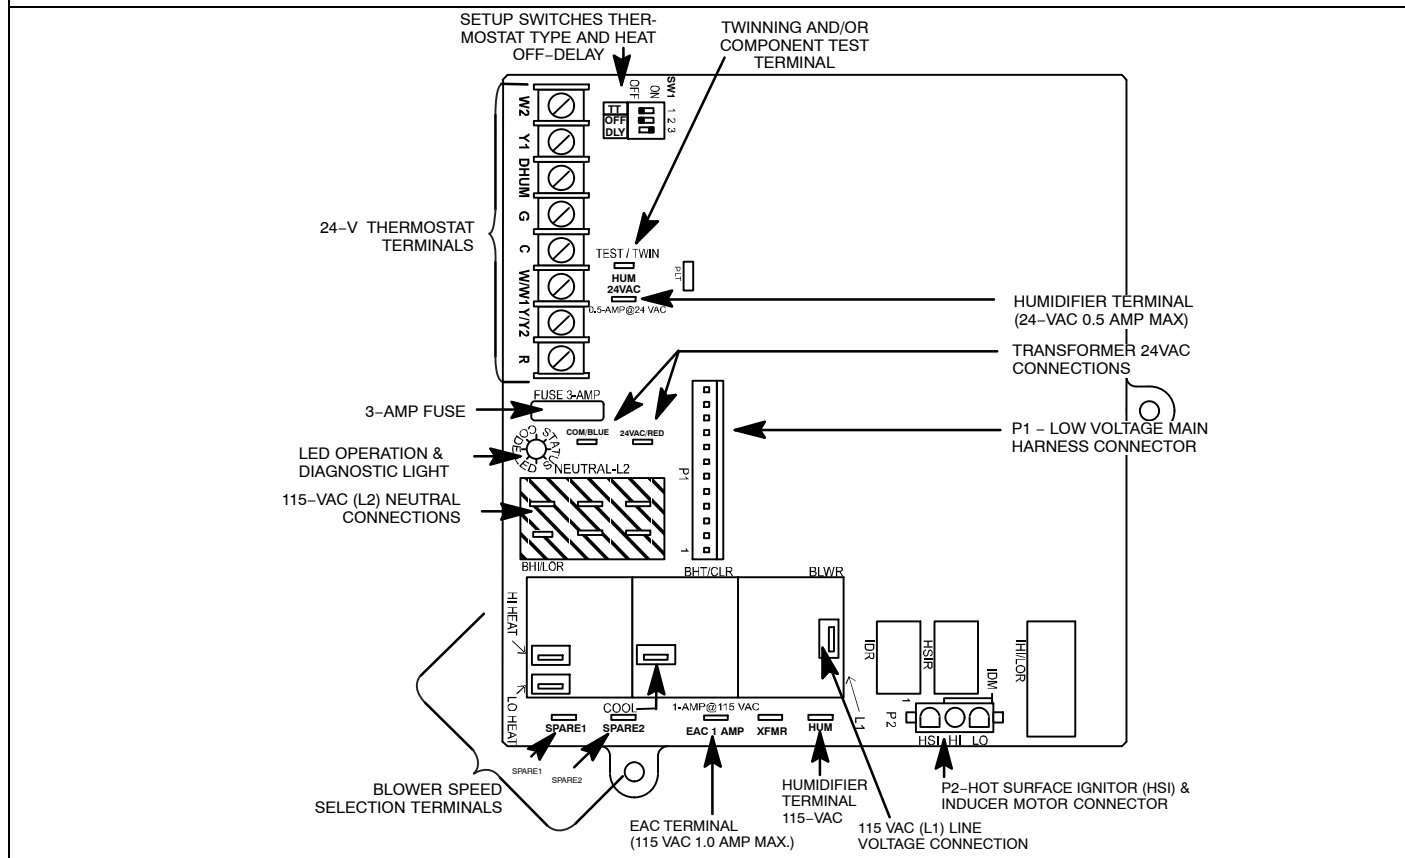 SETUP SWITCHES THER-
MOSTAT TYPE AND HEAT
OFF-DELAY
TWINNING AND/OR
COMPONENT TEST
TERMINAL
OFF
ON
SW1
TT
OFF
DLY
1
2
3
W2
Y1
DHUM
G
C
W/W1
Y/Y2
R
24-V THERMOSTAT
TERMINALS
TEST / TWIN
HUM
24VAC
0.5-AMP@24 VAC
PLT
HUMIDIFIER TERMINAL
(24-VAC 0.5 AMP MAX)
TRANSFORMER 24VAC
CONNECTIONS
FUSE 3-AMP
3-AMP FUSE
COM/BLUE
24VAC/RED
P1 - LOW VOLTAGE MAIN
HARNESS CONNECTOR
STATUS
CODE
LED
LED OPERATION &
DIAGNOSTIC LIGHT
NEUTRAL-L2
P1
1
115-VAC (L2) NEUTRAL
CONNECTIONS
BHI/LOR
BHT/CLR
BLWR
HI HEAT
LO HEAT
COOL
1-AMP@115 VAC
L1
SPARE1
SPARE2
EAC 1 AMP
XFMR
HUM
IDR
HSIR
IHI/LOR
IDM
1
P2
HSI
HI
LO
SPARE1
SPARE2
BLOWER SPEED
SELECTION TERMINALS
EAC TERMINAL
(115 VAC 1.0 AMP MAX.)
HUMIDIFIER
TERMINAL
115-VAC
115 VAC (L1) LINE
VOLTAGE CONNECTION
P2-HOT SURFACE IGNITOR (HSI) &
INDUCER MOTOR CONNECTOR